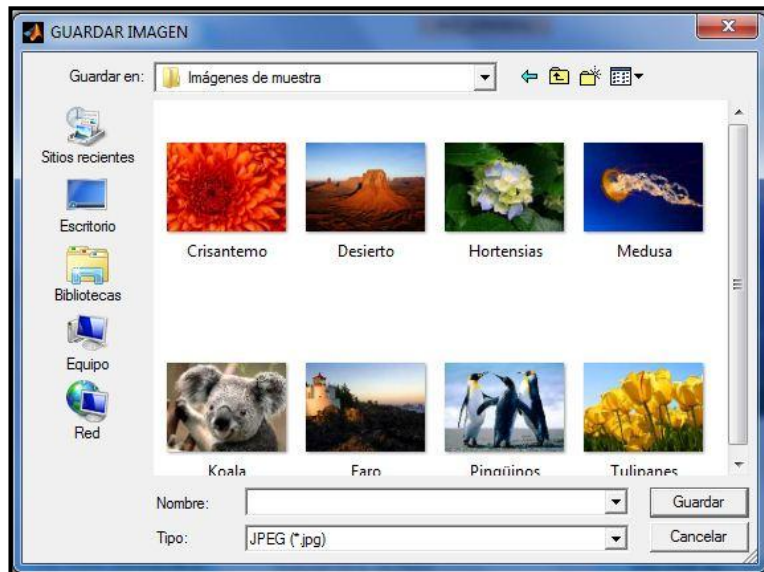 GUARDAR IMAGEN
Guardar en: Imágenes de muestra
Sitios recientes
Escritorio
Bibliotecas
Equipo
Red
Crisantemo Desierto Hortensias Medusa
Koala Faro Pingüinos Tulipanes
Nombre: Guardar
Tipo: JPEG (*.jpg) Cancelar